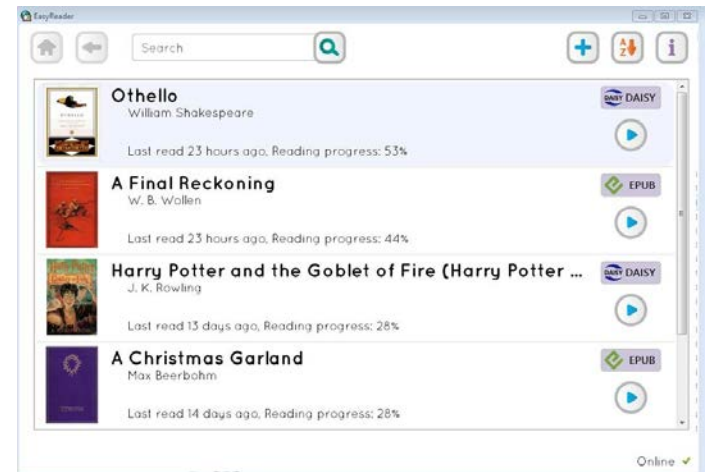 EasyReader
Search
A Z
i
Othello
DAISY DAISY
William Shakespeare
Last read 23 hours ago, Reading progress: 53%
A Final Reckoning
EPUB
W. B. Wollen
Last read 23 hours ago, Reading progress: 44%
Harry Potter and the Goblet of Fire (Harry Potter ...
DAISY DAISY
J. K. Rowling
Last read 13 days ago, Reading progress: 28%
A Christmas Garland
EPUB
Max Beerbohm
Last read 14 days ago, Reading progress: 28%
Online